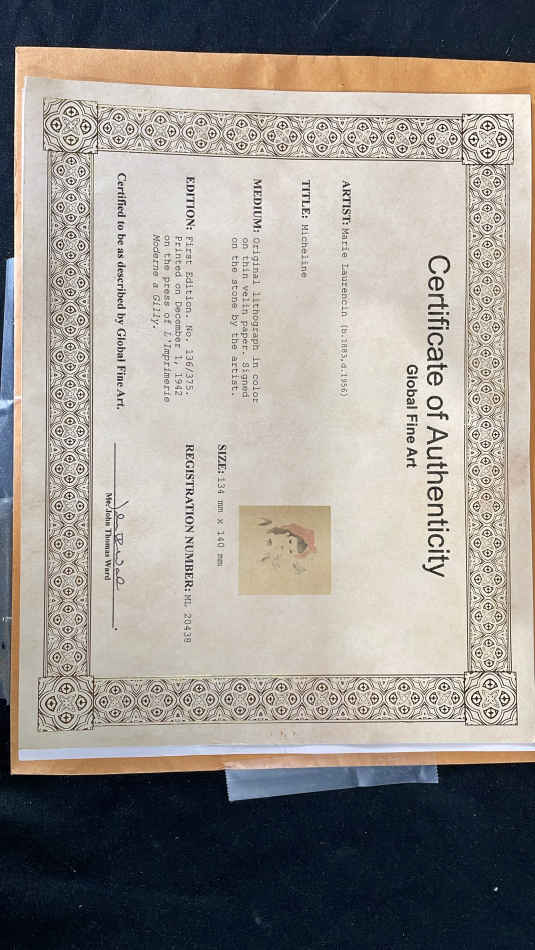 Certificate of Authenticity
Global Fine Art
ARTIST: Marie Laurencin (b.1883,d.1956)
TITLE: Micheline
MEDIUM: Original lithograph in color
on thin velin paper. Signed
on the stone by the artist.
SIZE: 134 mm x 140 mm
EDITION: First Edition. No. 136/375.
Printed on December 1, 1942
on the press of L'Imprimerie
Moderne a Gilly.
REGISTRATION NUMBER: ML 20438
Certified to be as described by Global Fine Art.
Mr. John Thomas Ward